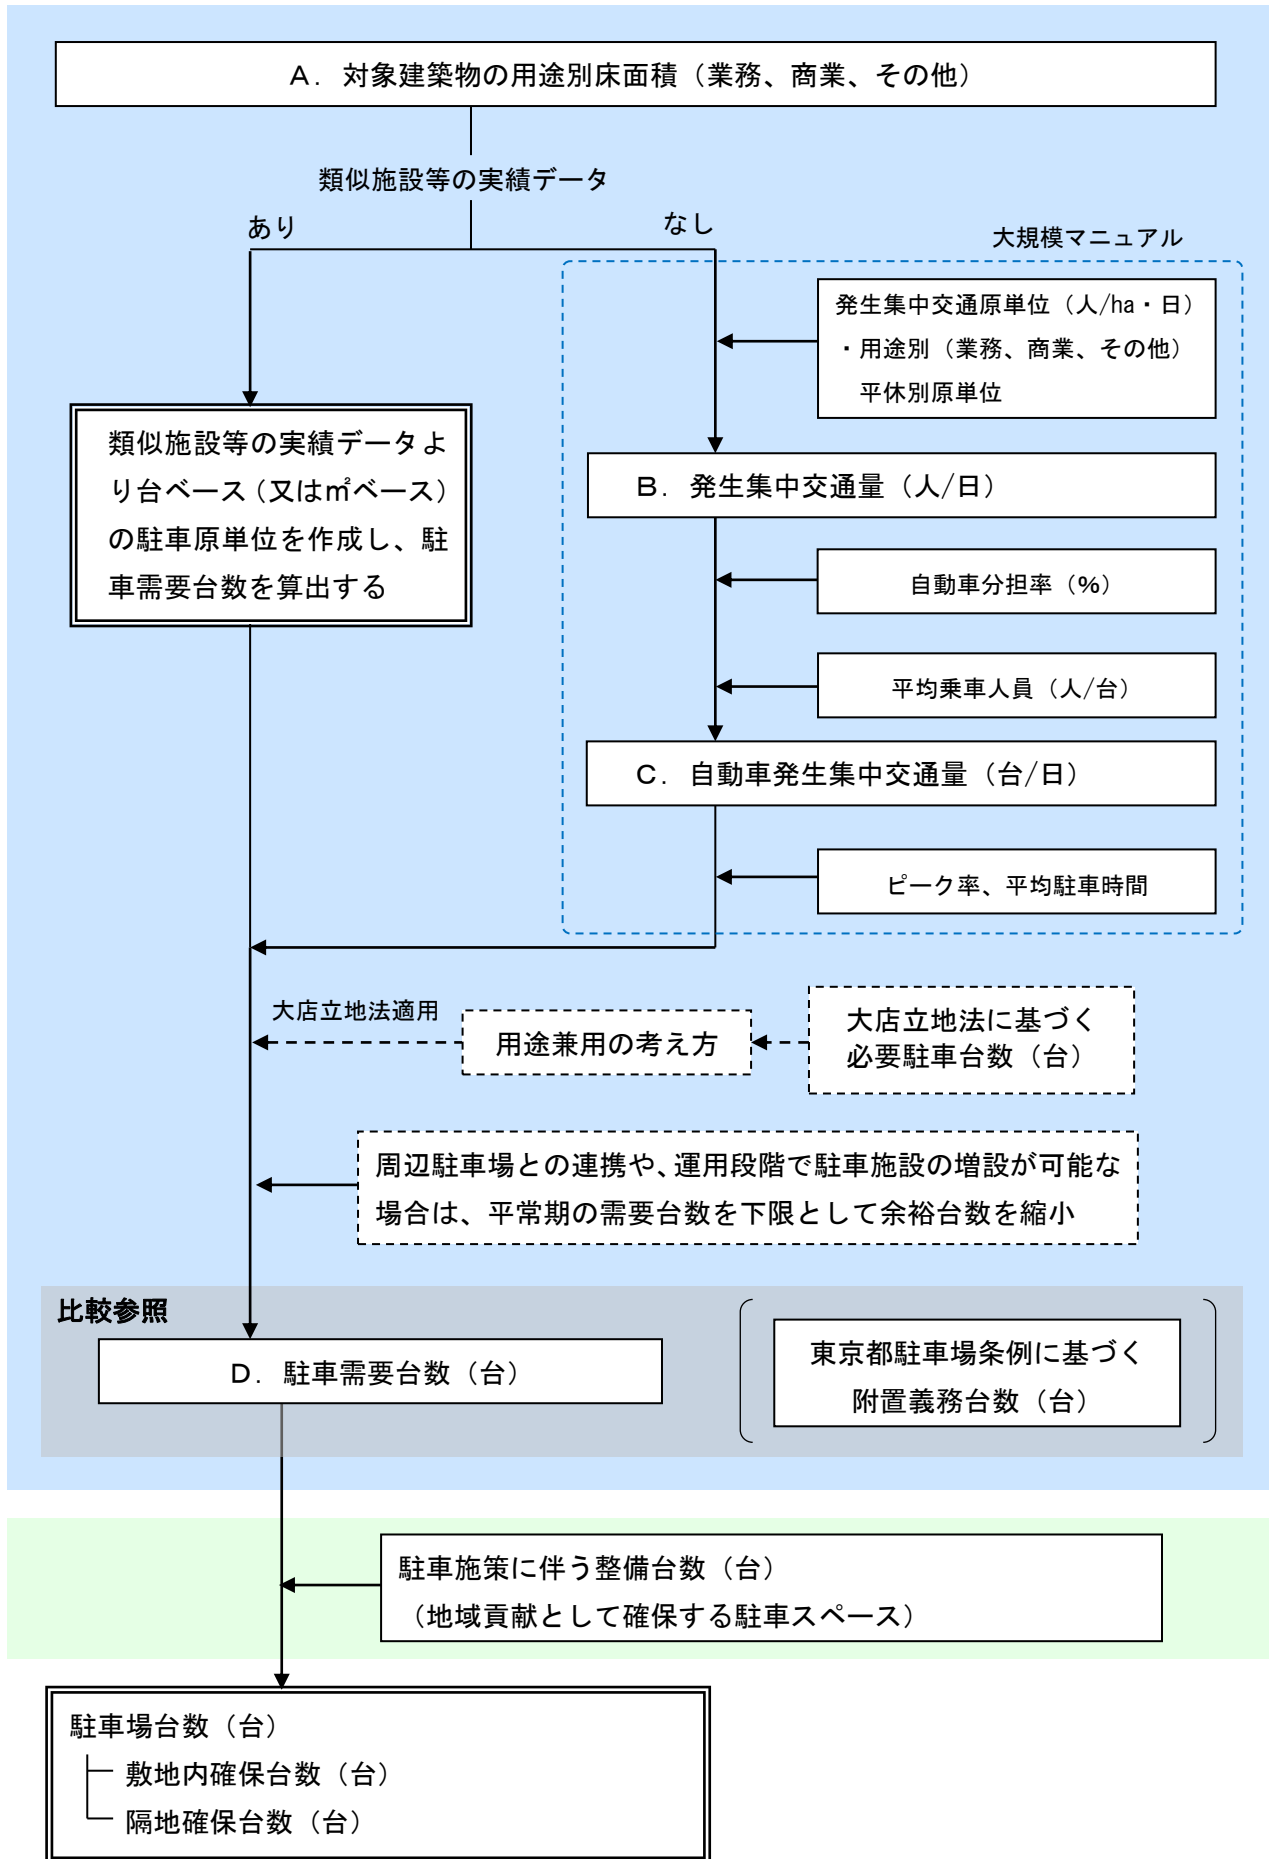 A．対象建築物の用途別床面積（業務、商業、その他）
類似施設等の実績データ
あり
なし
大規模マニュアル
発生集中交通原単位（人/ha・日）
・用途別（業務、商業、その他）
平休別原単位
類似施設等の実績データよ
り台ベース（又は㎡ベース）
の駐車原単位を作成し、駐
車需要台数を算出する
B．発生集中交通量（人/日）
自動車分担率（%）
平均乗車人員（人/台）
C．自動車発生集中交通量（台/日）
ピーク率、平均駐車時間
大店立地法適用
用途兼用の考え方
大店立地法に基づく
必要駐車台数（台）
周辺駐車場との連携や、運用段階で駐車施設の増設が可能な
場合は、平常期の需要台数を下限として余裕台数を縮小
比較参照
D．駐車需要台数（台）
東京都駐車場条例に基づく
附置義務台数（台）
駐車施策に伴う整備台数（台）
（地域貢献として確保する駐車スペース）
駐車場台数（台）
敷地内確保台数（台）
隔地確保台数（台）